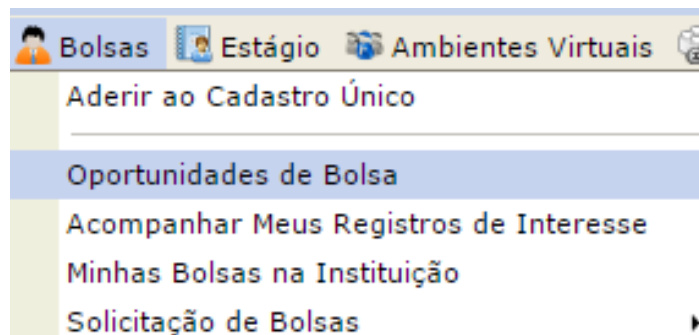 Bolsas Estágio Ambientes Virtuais
Aderir ao Cadastro Único
Oportunidades de Bolsa
Acompanhar Meus Registros de Interesse
Minhas Bolsas na Instituição
Solicitação de Bolsas